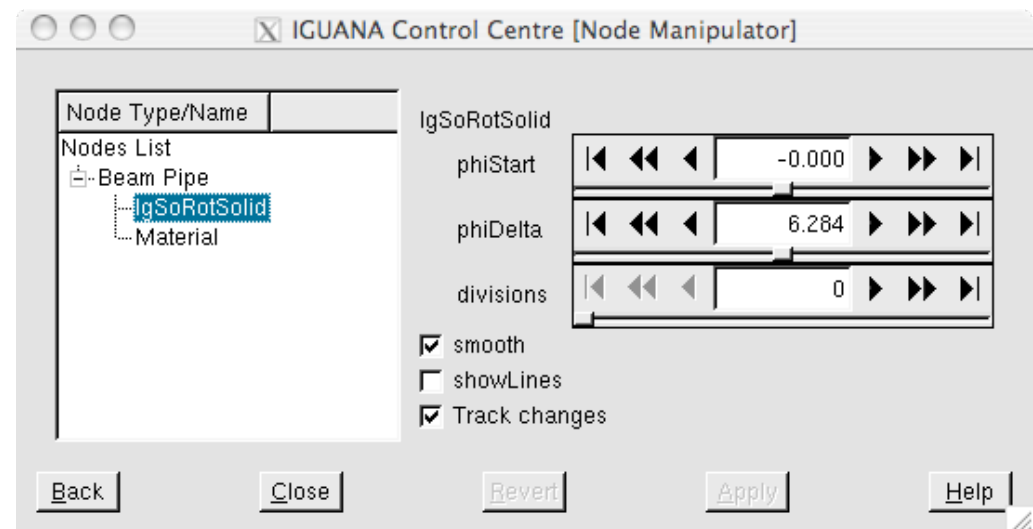 IGUANA Control Centre [Node Manipulator]
Node Type/Name
Nodes List
Beam Pipe
IgSoRotSolid
Material
IgSoRotSolid
phiStart -0.000
phiDelta 6.284
divisions 0
smooth
showLines
Track changes
Back Close Revert Apply Help